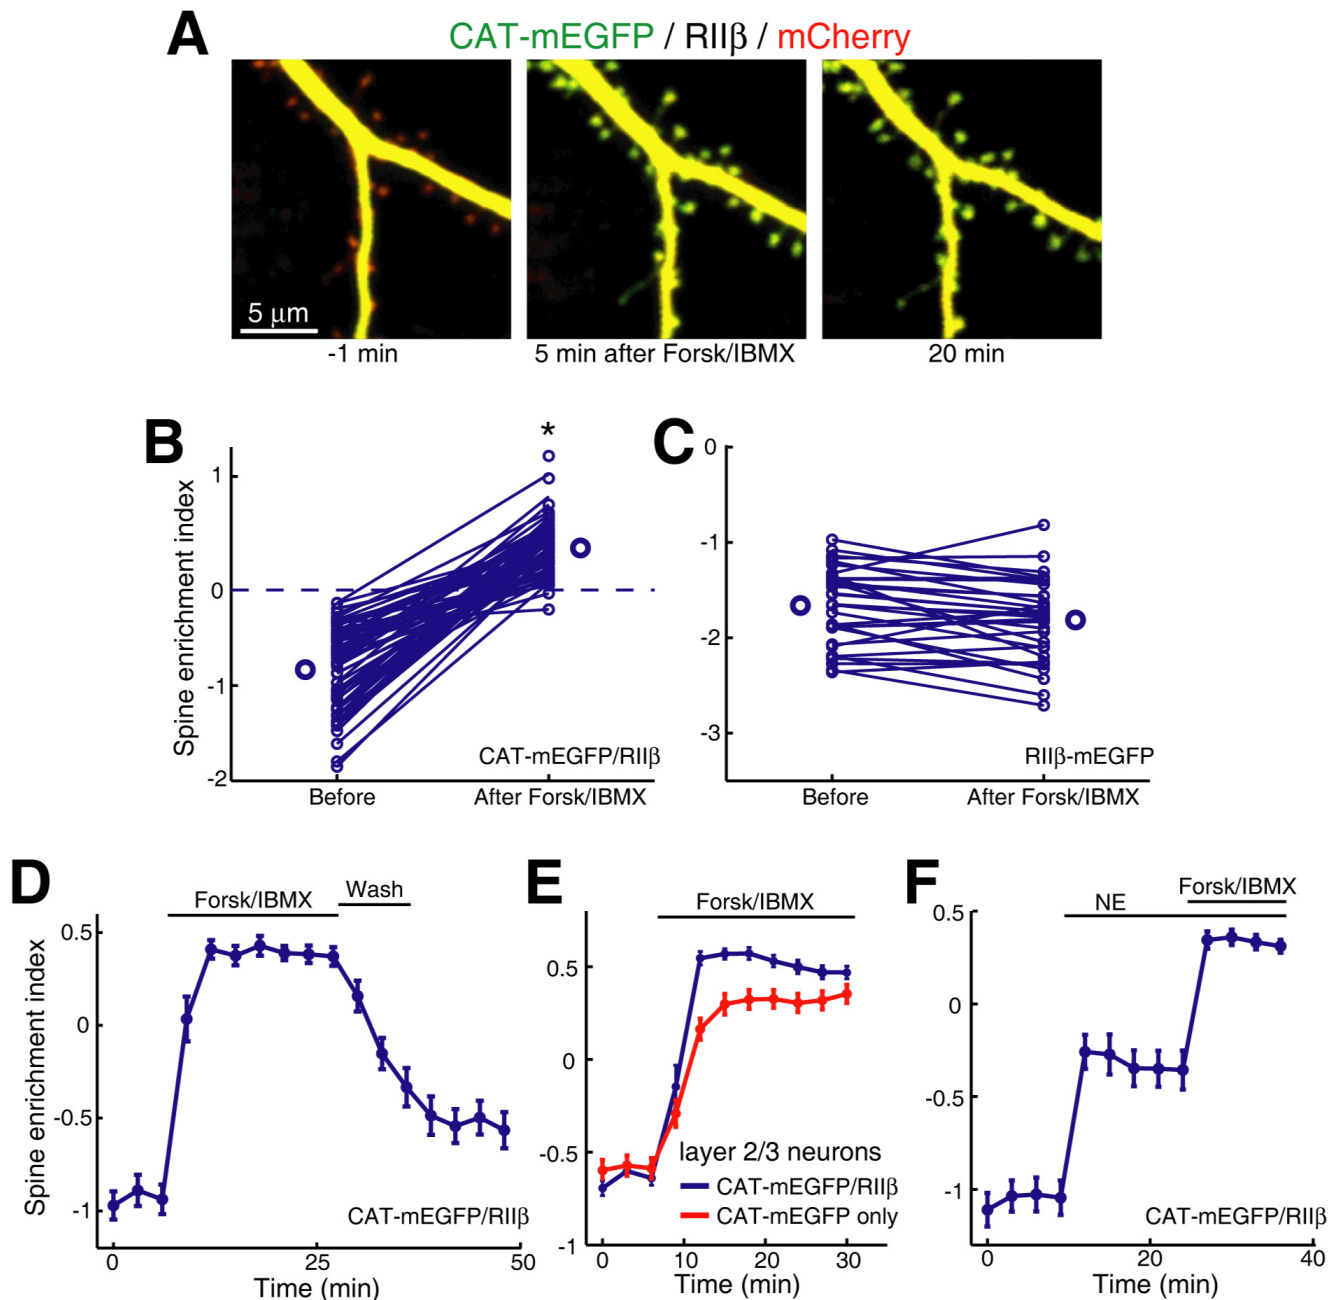 A
CAT-mEGFP / RIIβ / mCherry
5 μm
-1 min
5 min after Forsk/IBMX
20 min
B
*
Spine enrichment index
1
0
-1
-2
CAT-mEGFP/RIIβ
Before
After Forsk/IBMX
C
0
-1
-2
-3
RIIβ-mEGFP
Before
After Forsk/IBMX
D
Forsk/IBMX
Wash
Spine enrichment index
0.5
0
-0.5
-1
CAT-mEGFP/RIIβ
0
25
50
Time (min)
E
Forsk/IBMX
0.5
0
-0.5
-1
layer 2/3 neurons
CAT-mEGFP/RIIβ
CAT-mEGFP only
0
10
20
30
Time (min)
F
Forsk/IBMX
NE
0.5
0
-0.5
-1
CAT-mEGFP/RIIβ
0
20
40
Time (min)